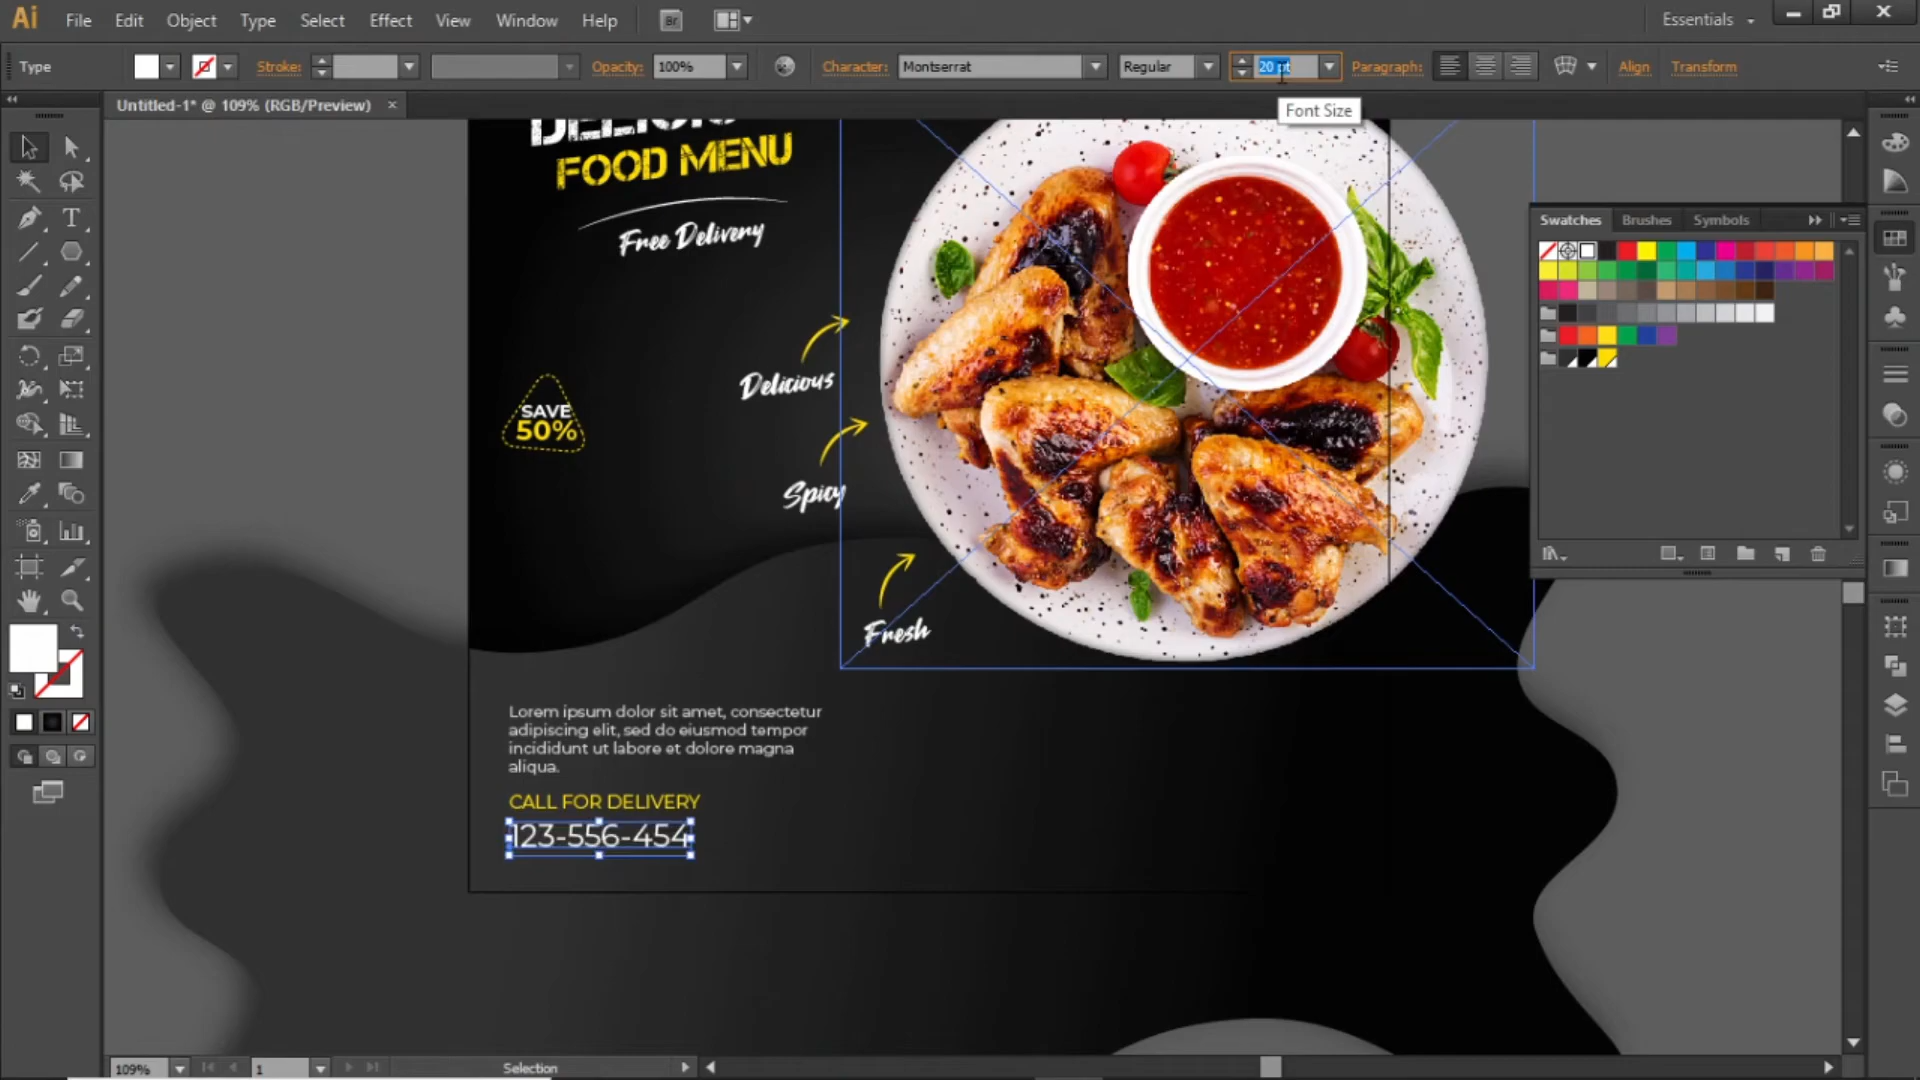 Ai File Edit Object Type Select Effect View Window Help Br Essentials
Type Stroke: Opacity: 100% Character: Montserrat Regular 20 pt Paragraph: Align Transform
Untitled-1* @ 109% (RGB/Preview)
Font Size
FOOD MENU
Free Delivery
Swatches Brushes Symbols
Delicious
SAVE
50%
Spicy
Fresh
Lorem ipsum dolor sit amet, consectetur
adipiscing elit, sed do eiusmod tempor
incididunt ut labore et dolore magna
aliqua.
CALL FOR DELIVERY
123-556-454
109% 1 Selection